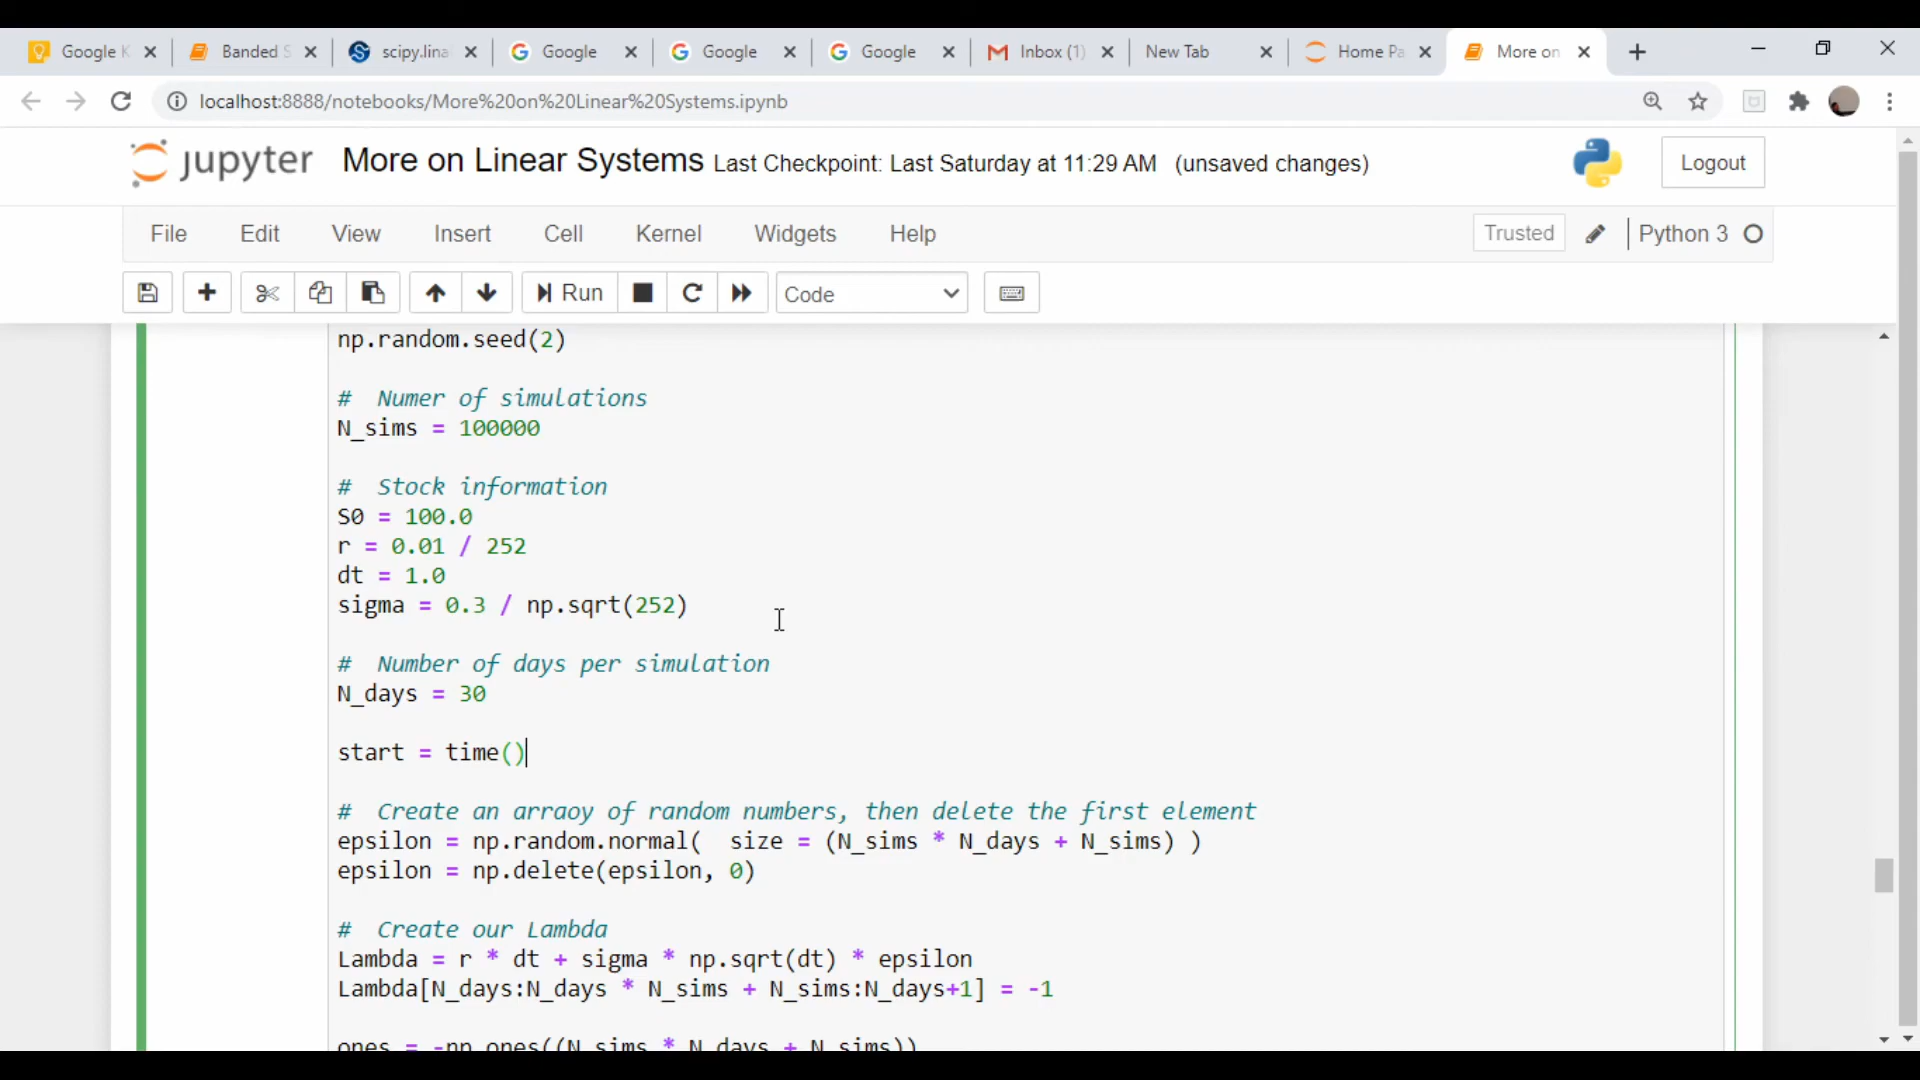 Google K
Banded S
scipy.lina
Google
Google
Google
Inbox (1)
New Tab
Home Pa
More on
localhost:8888/notebooks/More%20on%20Linear%20Systems.ipynb
jupyter More on Linear Systems Last Checkpoint: Last Saturday at 11:29 AM (unsaved changes)
Logout
File Edit View Insert Cell Kernel Widgets Help
Trusted
Python 3
Run
Code
np.random.seed(2)
#  Numer of simulations
N_sims = 100000
#  Stock information
S0 = 100.0
r = 0.01 / 252
dt = 1.0
sigma = 0.3 / np.sqrt(252)
#  Number of days per simulation
N_days = 30
start = time()
#  Create an arraoy of random numbers, then delete the first element
epsilon = np.random.normal(  size = (N_sims * N_days + N_sims) )
epsilon = np.delete(epsilon, 0)
#  Create our Lambda
Lambda = r * dt + sigma * np.sqrt(dt) * epsilon
Lambda[N_days:N_days * N_sims + N_sims:N_days+1] = -1
ones = -np.ones((N_sims * N_days + N_sims))